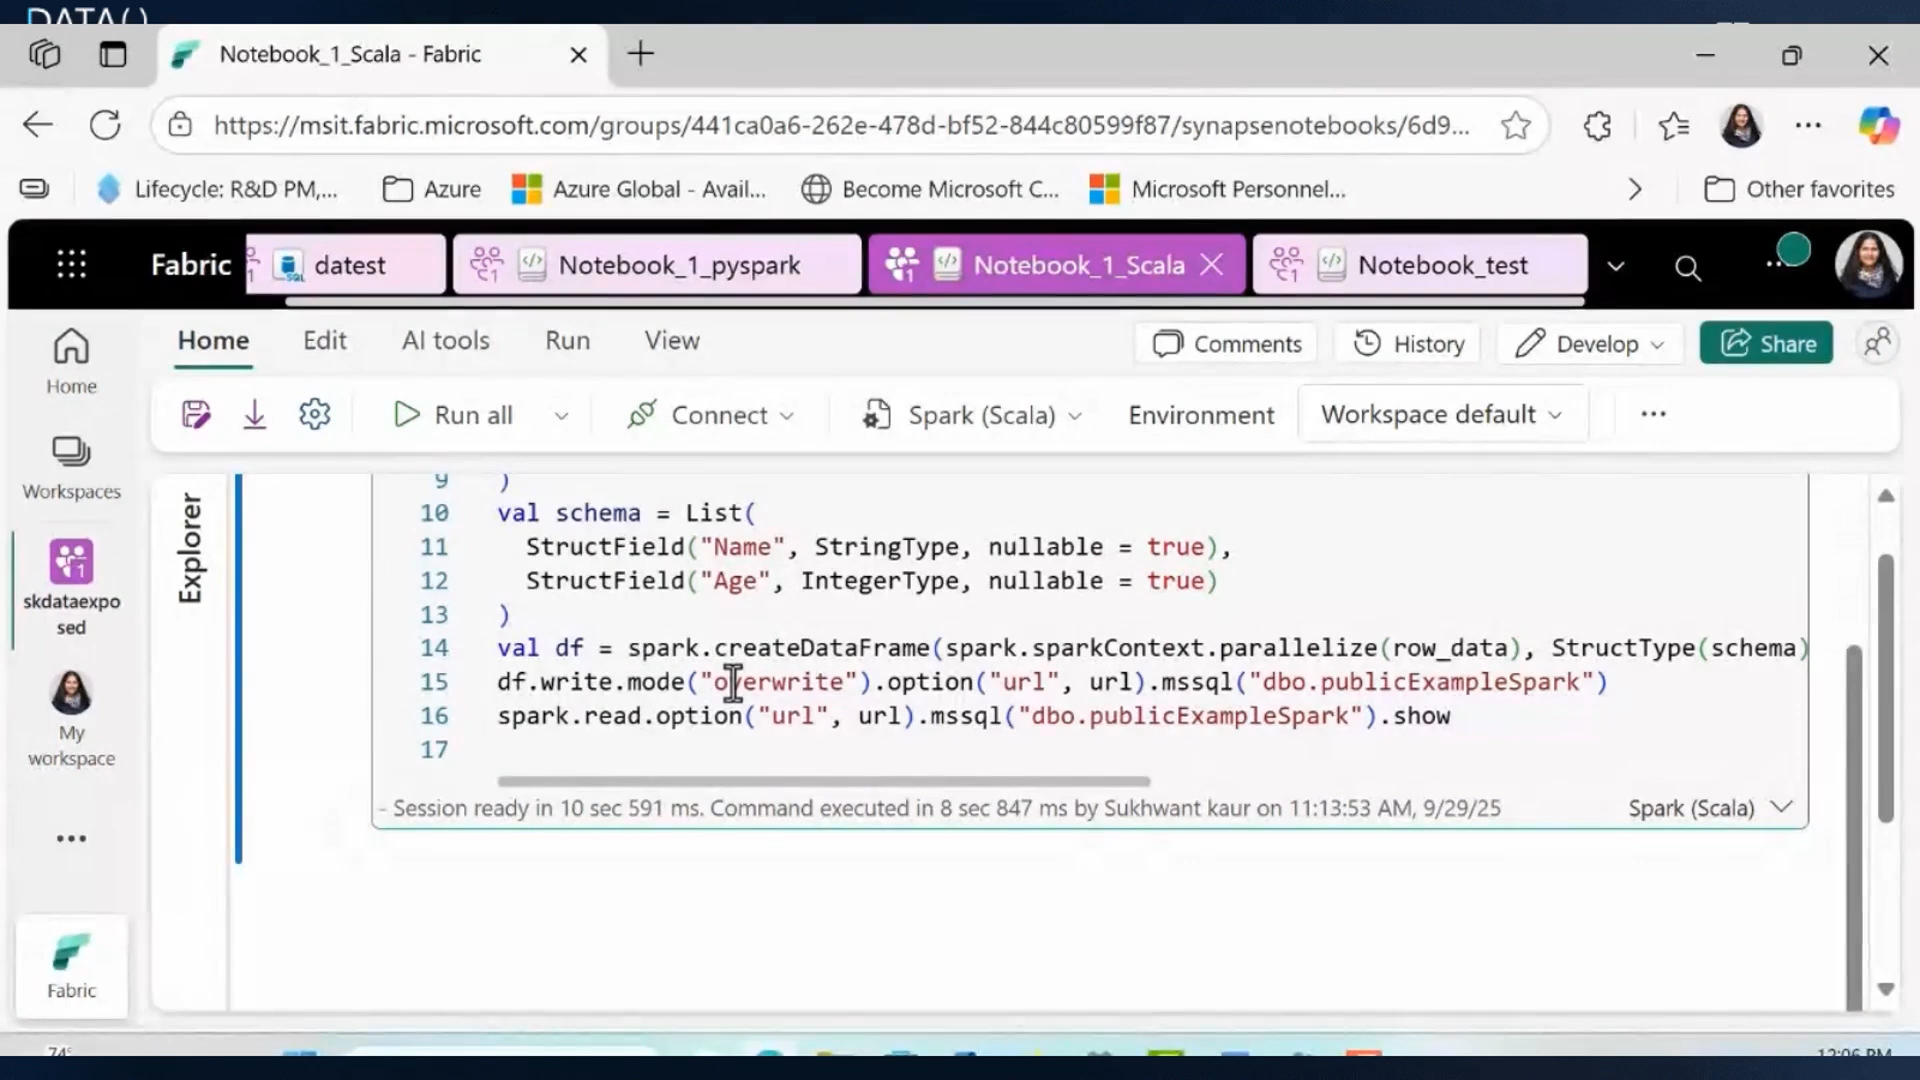 DATA()
Notebook_1_Scala - Fabric
https://msit.fabric.microsoft.com/groups/441ca0a6-262e-478d-bf52-844c80599f87/synapsenotebooks/6d9...
Lifecycle: R&D PM,... Azure Azure Global - Avail... Become Microsoft C... Microsoft Personnel... Other favorites
Fabric datest Notebook_1_pyspark Notebook_1_Scala Notebook_test
Home Edit AI tools Run View Comments History Develop Share
Run all Connect Spark (Scala) Environment Workspace default ...
Home
Workspaces
skdataexpo
sed
My
workspace
Fabric
Explorer
9 )
10 val schema = List(
11 StructField("Name", StringType, nullable = true),
12 StructField("Age", IntegerType, nullable = true)
13 )
14 val df = spark.createDataFrame(spark.sparkContext.parallelize(row_data), StructType(schema)
15 df.write.mode("overwrite").option("url", url).mssql("dbo.publicExampleSpark")
16 spark.read.option("url", url).mssql("dbo.publicExampleSpark").show
17
- Session ready in 10 sec 591 ms. Command executed in 8 sec 847 ms by Sukhwant kaur on 11:13:53 AM, 9/29/25 Spark (Scala)
74° 12:06 PM